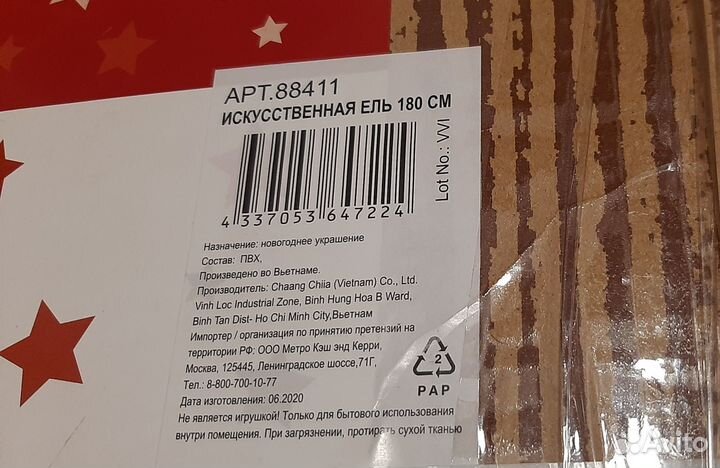 АРТ.88411
ИСКУССТВЕННАЯ ЕЛЬ 180 СМ
Lot No.: VVI
4 337053 647224
Назначение: новогоднее украшение
Состав: ПВХ,
Произведено во Вьетнаме.
Производитель: Chaang Chiia (Vietnam) Co., Ltd.
Vinh Loc Industrial Zone, Binh Hung Hoa B Ward,
Binh Tan Dist- Ho Chi Minh City,Вьетнам
Импортер / организация по принятию претензий на
территории РФ: ООО Метро Кэш энд Керри,
Москва, 125445, Ленинградское шоссе,71Г,
Тел.: 8-800-700-10-77
Дата изготовления: 06.2020
Не является игрушкой! Только для бытового использования
внутри помещения. При загрязнении, протирать сухой тканью
2
PAP
Avito